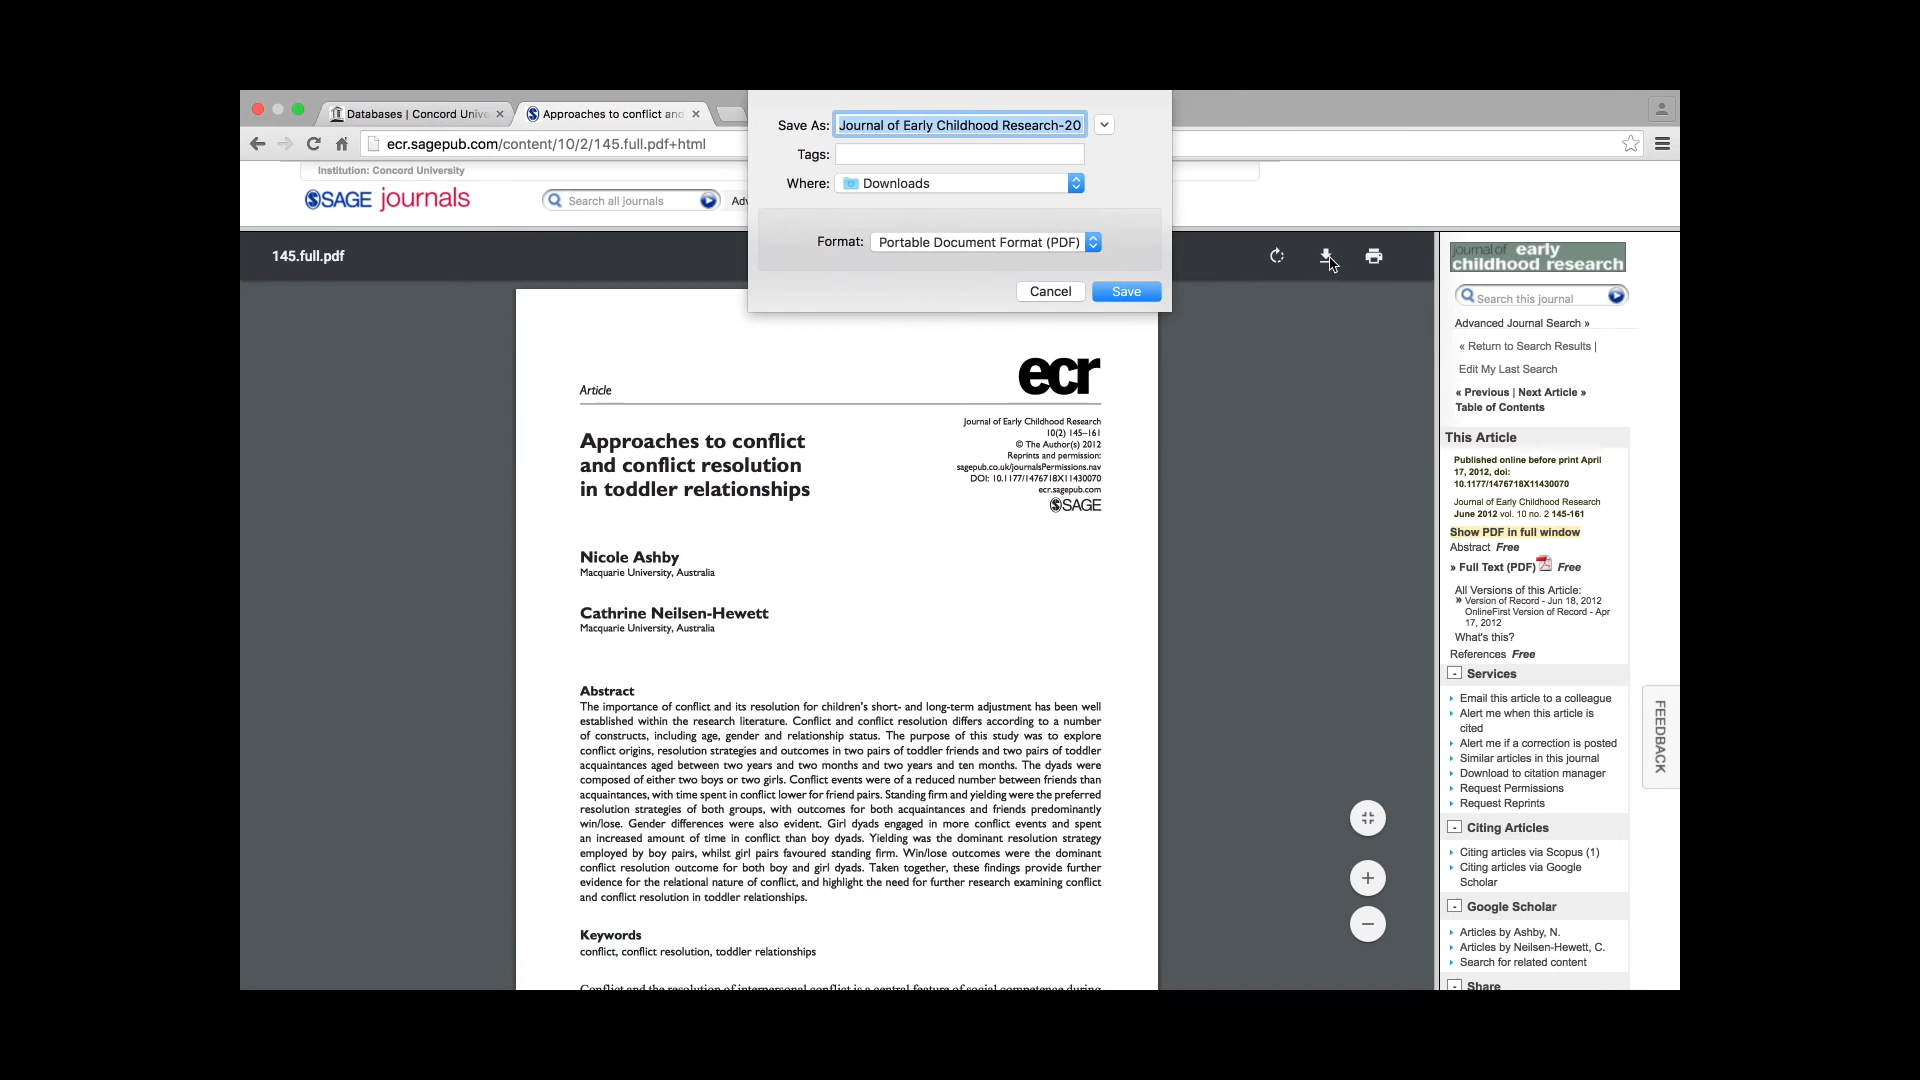 Databases | Concord Unive
Approaches to conflict and
ecr.sagepub.com/content/10/2/145.full.pdf+html
Save As: Journal of Early Childhood Research-20
Tags:
Where: Downloads
Format: Portable Document Format (PDF)
Cancel Save
Institution: Concord University
SAGE journals
Search all journals
145.full.pdf
Article
ecr
Approaches to conflict
and conflict resolution
in toddler relationships
Journal of Early Childhood Research
10(2) 145–161
© The Author(s) 2012
Reprints and permission:
sagepub.co.uk/journalsPermissions.nav
DOI: 10.1177/1476718X11430070
ecr.sagepub.com
SAGE
Nicole Ashby
Macquarie University, Australia
Cathrine Neilsen-Hewett
Macquarie University, Australia
Abstract
The importance of conflict and its resolution for children's short- and long-term adjustment has been well
established within the research literature. Conflict and conflict resolution differs according to a number
of constructs, including age, gender and relationship status. The purpose of this study was to explore
conflict origins, resolution strategies and outcomes in two pairs of toddler friends and two pairs of toddler
acquaintances aged between two years and two months and two years and ten months. The dyads were
composed of either two boys or two girls. Conflict events were of a reduced number between friends than
acquaintances, with time spent in conflict lower for friend pairs. Standing firm and yielding were the preferred
resolution strategies of both groups, with outcomes for both acquaintances and friends predominantly
win/lose. Gender differences were also evident. Girl dyads engaged in more conflict events and spent
an increased amount of time in conflict than boy dyads. Yielding was the dominant resolution strategy
employed by boy pairs, whilst girl pairs favoured standing firm. Win/lose outcomes were the dominant
conflict resolution outcome for both boy and girl dyads. Taken together, these findings provide further
evidence for the relational nature of conflict, and highlight the need for further research examining conflict
and conflict resolution in toddler relationships.
Keywords
conflict, conflict resolution, toddler relationships
Conflict and the resolution of interpersonal conflict is a central feature of social competence during
journal of early
childhood research
Search this journal
Advanced Journal Search »
« Return to Search Results |
Edit My Last Search
« Previous | Next Article »
Table of Contents
This Article
Published online before print April
17, 2012, doi:
10.1177/1476718X11430070
Journal of Early Childhood Research
June 2012 vol. 10 no. 2 145-161
Show PDF in full window
Abstract Free
» Full Text (PDF) Free
All Versions of this Article:
» Version of Record - Jun 18, 2012
OnlineFirst Version of Record - Apr
17, 2012
What's this?
References Free
- Services
Email this article to a colleague
Alert me when this article is
cited
Alert me if a correction is posted
Similar articles in this journal
Download to citation manager
Request Permissions
Request Reprints
- Citing Articles
Citing articles via Scopus (1)
Citing articles via Google
Scholar
- Google Scholar
Articles by Ashby, N.
Articles by Neilsen-Hewett, C.
Search for related content
- Share
FEEDBACK